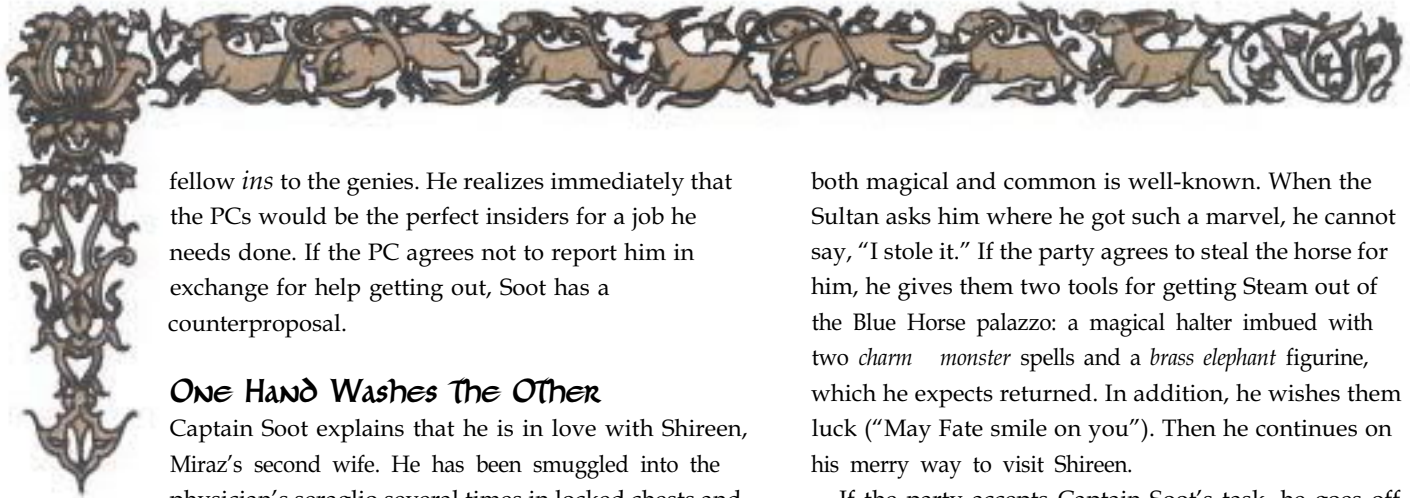 fellow ins to the genies. He realizes immediately that
the PCs would be the perfect insiders for a job he
needs done. If the PC agrees not to report him in
exchange for help getting out, Soot has a
counterproposal.
One Hand Washes The Other
Captain Soot explains that he is in love with Shireen,
Miraz's second wife. He has been smuggled into the
physician's seraglio several times in locked chests and
both magical and common is well-known. When the
Sultan asks him where he got such a marvel, he cannot
say, “I stole it.” If the party agrees to steal the horse for
him, he gives them two tools for getting Steam out of
the Blue Horse palazzo: a magical halter imbued with
two charm monster spells and a brass elephant figurine,
which he expects returned. In addition, he wishes them
luck (“May Fate smile on you”). Then he continues on
his merry way to visit Shireen.
If the party accepts Captain Soot's task, he goes off